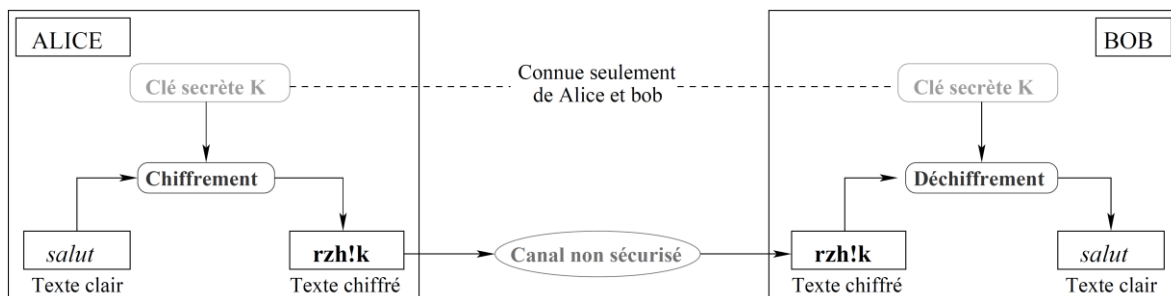 ALICE
BOB
Clé secrète K
Connue seulement
de Alice et bob
Clé secrète K
Chiffrement
Déchiffrement
salut
rzh!k
Canal non sécurisé
rzh!k
salut
Texte clair
Texte chiffré
Texte chiffré
Texte clair